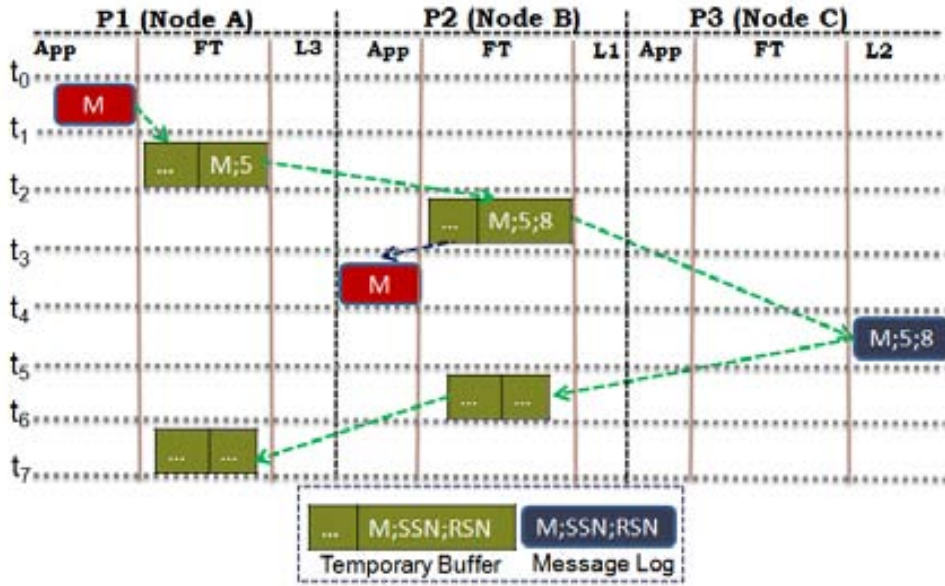 P1 (Node A) P2 (Node B) P3 (Node C)
App FT L3 App FT L1 App FT L2
t0
M
t1
... M;5
t2
... M;5;8
t3
M
t4
M;5;8
t5
... ...
t6
... ...
t7
... M;SSN;RSN M;SSN;RSN
Temporary Buffer Message Log